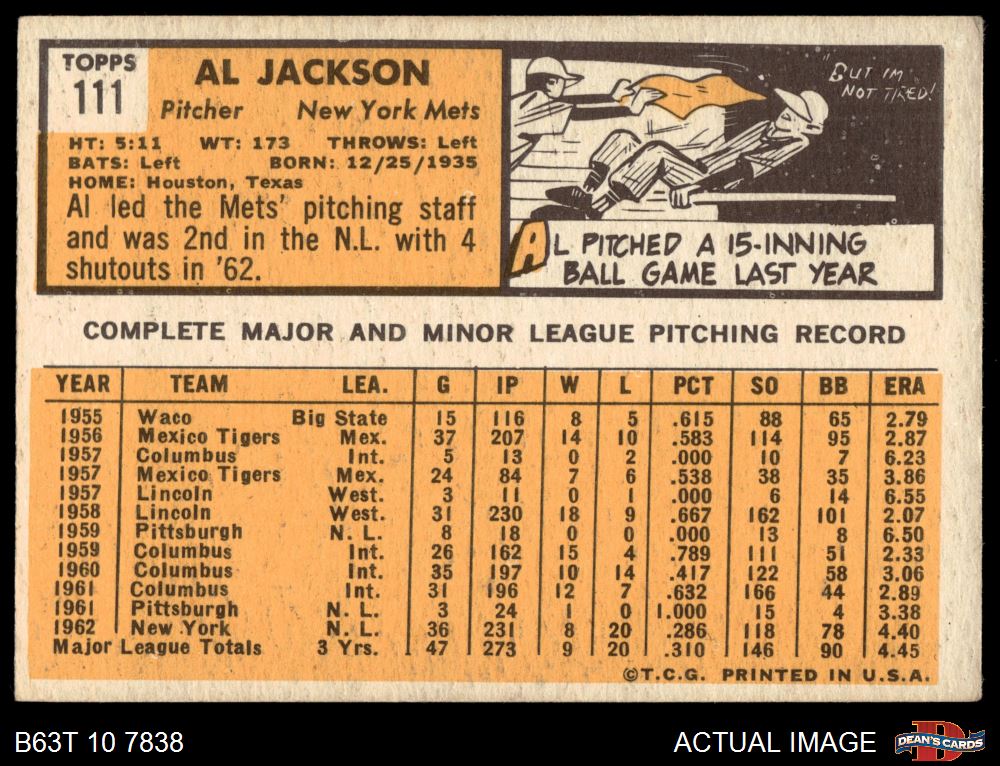 TOPPS
111
AL JACKSON
Pitcher New York Mets
HT: 5:11 WT: 173 THROWS: Left
BATS: Left BORN: 12/25/1935
HOME: Houston, Texas
Al led the Mets' pitching staff
and was 2nd in the N.L. with 4
shutouts in '62.
"BUT IM
NOT TIRED!
AL PITCHED A 15-INNING
BALL GAME LAST YEAR
COMPLETE MAJOR AND MINOR LEAGUE PITCHING RECORD
YEAR TEAM LEA. G IP W L PCT SO BB ERA
1955 Waco Big State 15 116 8 5 .615 88 65 2.79
1956 Mexico Tigers Mex. 37 207 14 10 .583 114 95 2.87
1957 Columbus Int. 5 13 0 2 .000 10 7 6.23
1957 Mexico Tigers Mex. 24 84 7 6 .538 38 35 3.86
1957 Lincoln West. 3 11 0 1 .000 6 14 6.55
1958 Lincoln West. 31 230 18 9 .667 162 101 2.07
1959 Pittsburgh N. L. 8 18 0 0 .000 13 8 6.50
1959 Columbus Int. 26 162 15 4 .789 111 51 2.33
1960 Columbus Int. 35 197 10 14 .417 122 58 3.06
1961 Columbus Int. 31 196 12 7 .632 166 44 2.89
1961 Pittsburgh N. L. 3 24 1 0 1.000 15 4 3.38
1962 New York N. L. 36 231 8 20 .286 118 78 4.40
Major League Totals 3 Yrs. 47 273 9 20 .310 146 90 4.45
©T.C.G. PRINTED IN U.S.A.
B63T 10 7838
ACTUAL IMAGE
DEAN'S CARDS